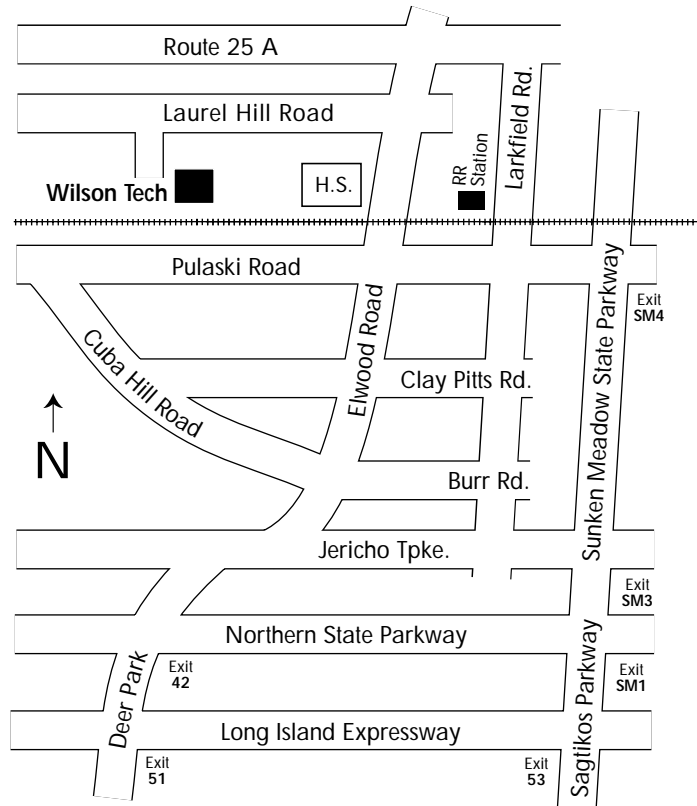 Route 25 A
Laurel Hill Road
Larkfield Rd.
RR
Station
Wilson Tech
H.S.
Pulaski Road
Exit
SM4
Cuba Hill Road
Elwood Road
Clay Pitts Rd.
Sunken Meadow State Parkway
N
Burr Rd.
Jericho Tpke.
Exit
SM3
Northern State Parkway
Deer Park
Exit
42
Sagtikos Parkway
Exit
SM1
Long Island Expressway
Exit
51
Exit
53